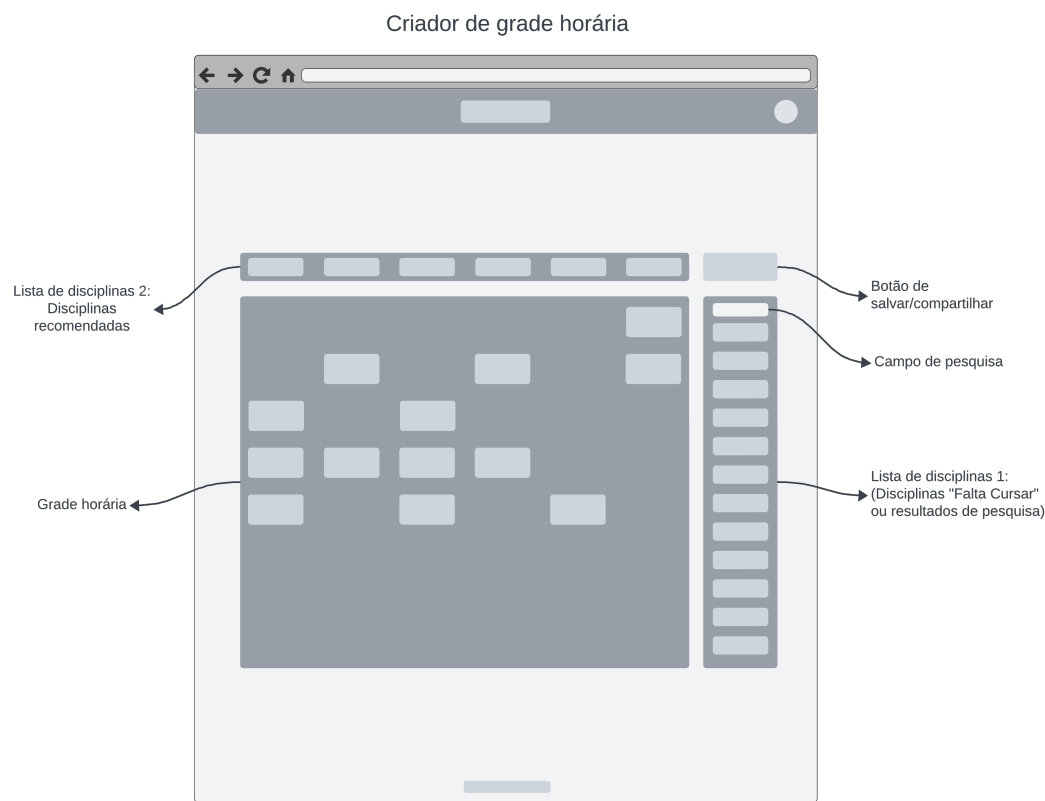 Criador de grade horária
Lista de disciplinas 2:
Disciplinas
recomendadas
Botão de
salvar/compartilhar
Campo de pesquisa
Grade horária
Lista de disciplinas 1:
(Disciplinas "Falta Cursar"
ou resultados de pesquisa)